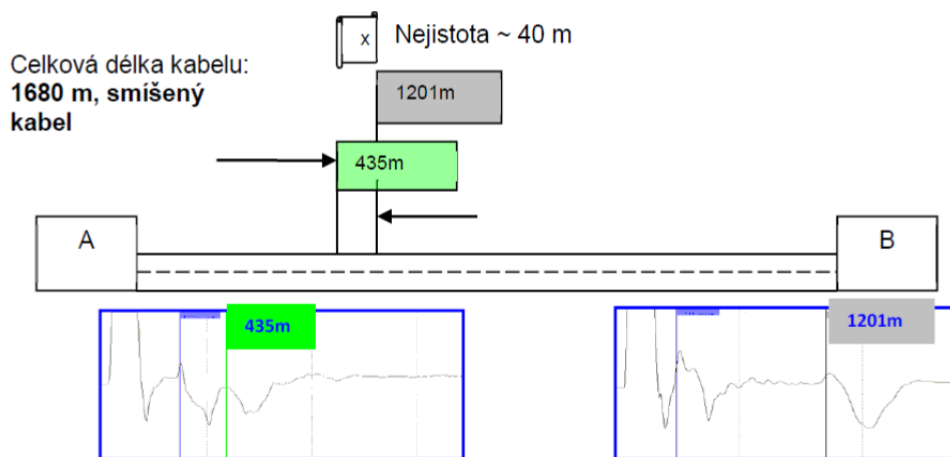 x
Nejistota ~ 40 m
Celková délka kabelu:
1680 m, smíšený
kabel
1201m
435m
A
B
435m
1201m